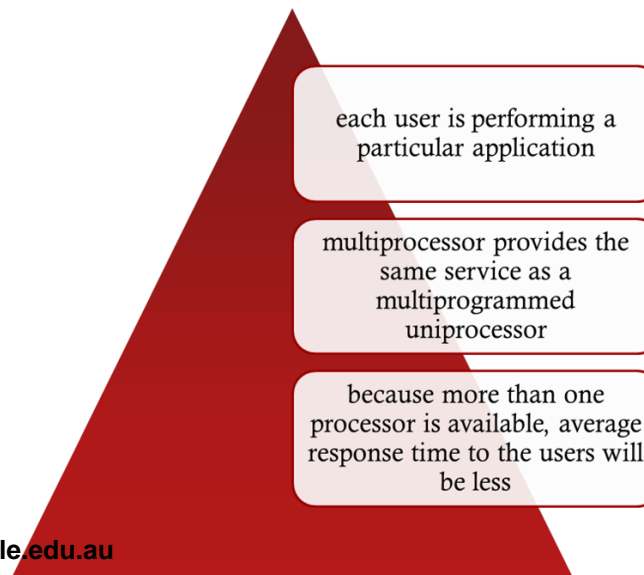 each user is performing a
particular application
multiprocessor provides the
same service as a
multiprogrammed
uniprocessor
because more than one
processor is available, average
response time to the users will
be less
le.edu.au